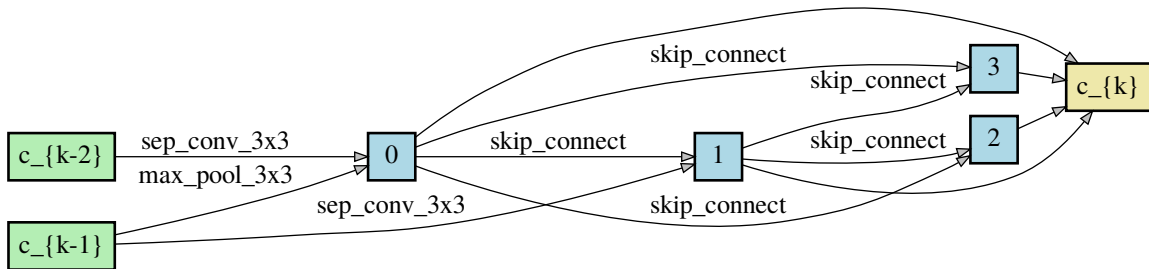 skip_connect
3
skip_connect
c_{k}
sep_conv_3x3
skip_connect
skip_connect
2
c_{k-2}
0
1
max_pool_3x3
sep_conv_3x3
skip_connect
c_{k-1}